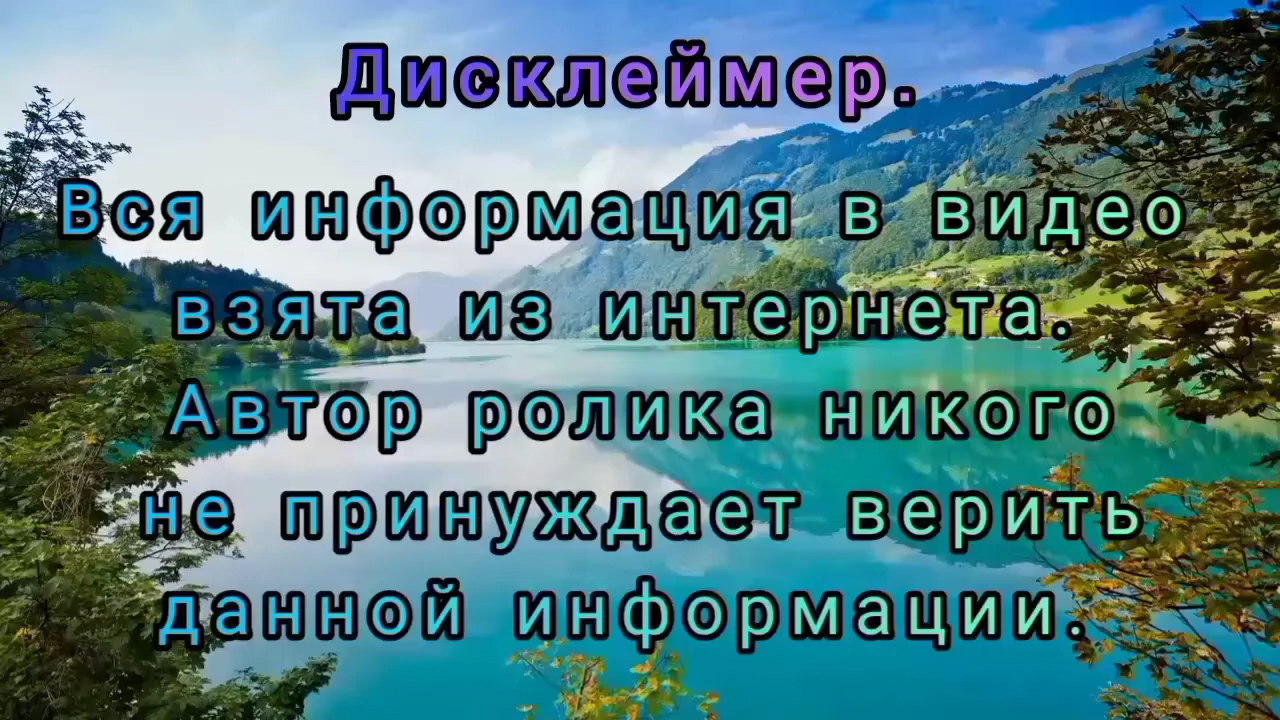 Дисклеймер.
Вся информация в видео
взята из интернета.
Автор ролика никого
не принуждает верить
данной информации.